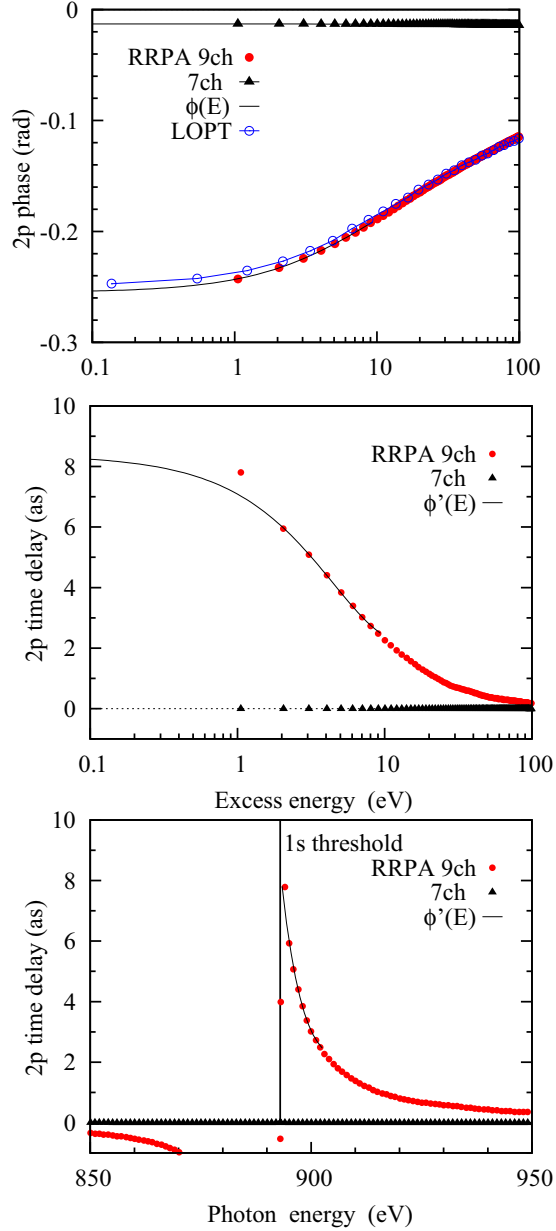 0
RRPA 9ch
7ch
ϕ(E)
LOPT
-0.1
-0.2
-0.3
2p phase (rad)
0.1 1 10 100
10
8
6
4
2
0
2p time delay (as)
RRPA 9ch
7ch
ϕ'(E)
0.1 1 10 100
Excess energy (eV)
10
8
6
4
2
0
2p time delay (as)
1s threshold
RRPA 9ch
7ch
ϕ'(E)
850 900 950
Photon energy (eV)